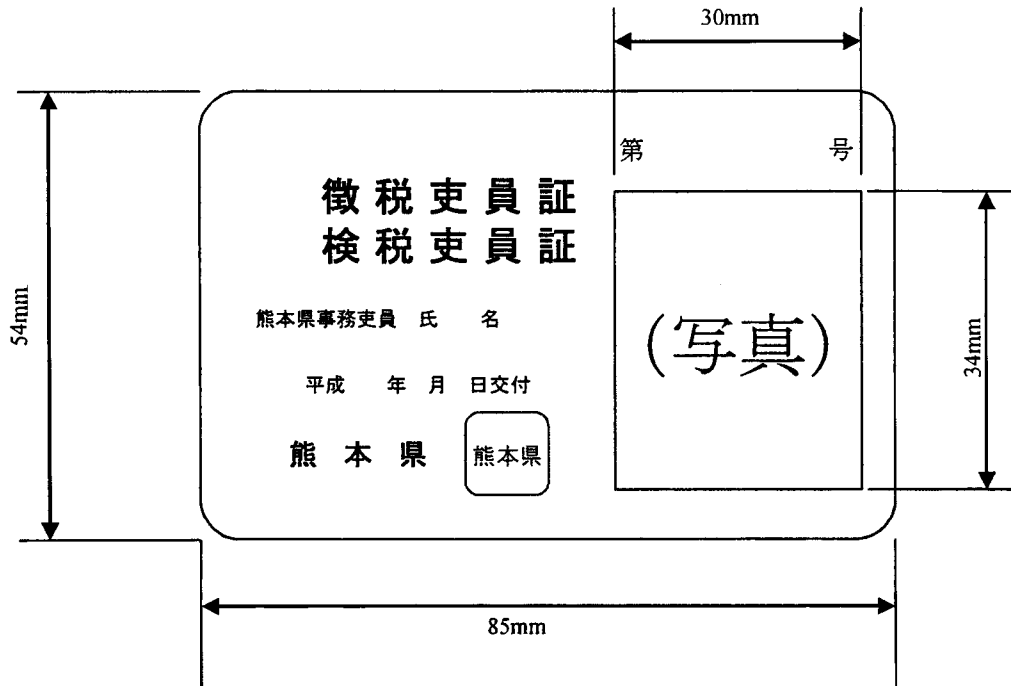 30mm
第 号
徴税吏員証
検税吏員証
熊本県事務吏員 氏 名
(写真)
平成 年 月 日交付
熊本県 熊本県
54mm
34mm
85mm